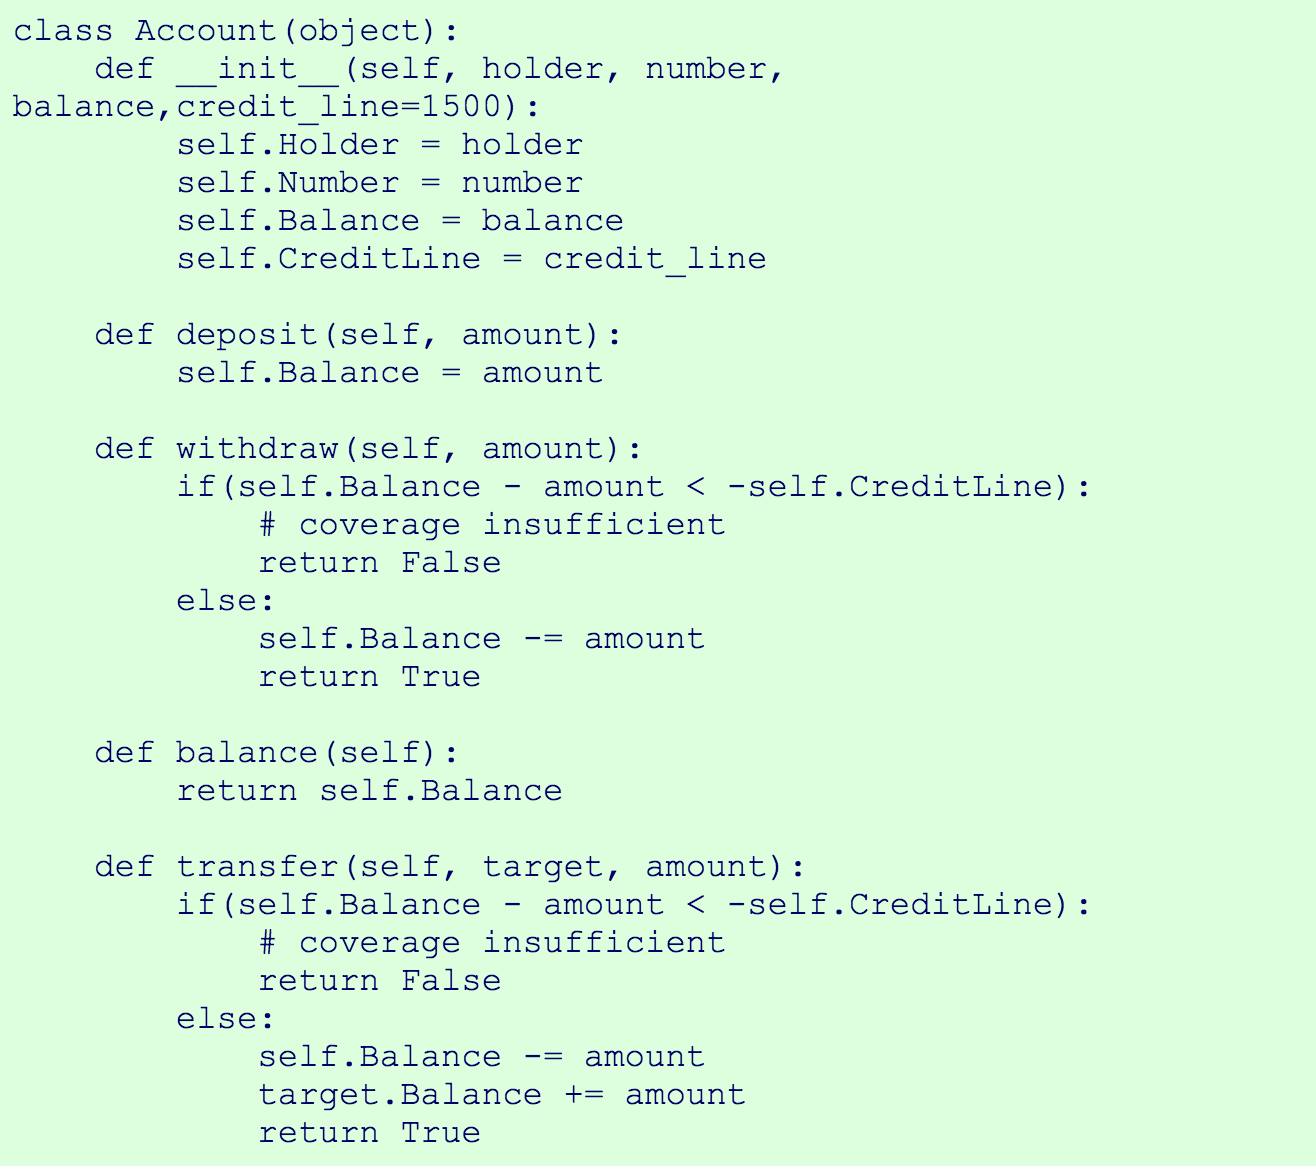 class Account(object):
    def __init__(self, holder, number,
balance,credit_line=1500):
        self.Holder = holder
        self.Number = number
        self.Balance = balance
        self.CreditLine = credit_line

    def deposit(self, amount):
        self.Balance = amount

    def withdraw(self, amount):
        if(self.Balance - amount < -self.CreditLine):
            # coverage insufficient
            return False
        else:
            self.Balance -= amount
            return True

    def balance(self):
        return self.Balance

    def transfer(self, target, amount):
        if(self.Balance - amount < -self.CreditLine):
            # coverage insufficient
            return False
        else:
            self.Balance -= amount
            target.Balance += amount
            return True